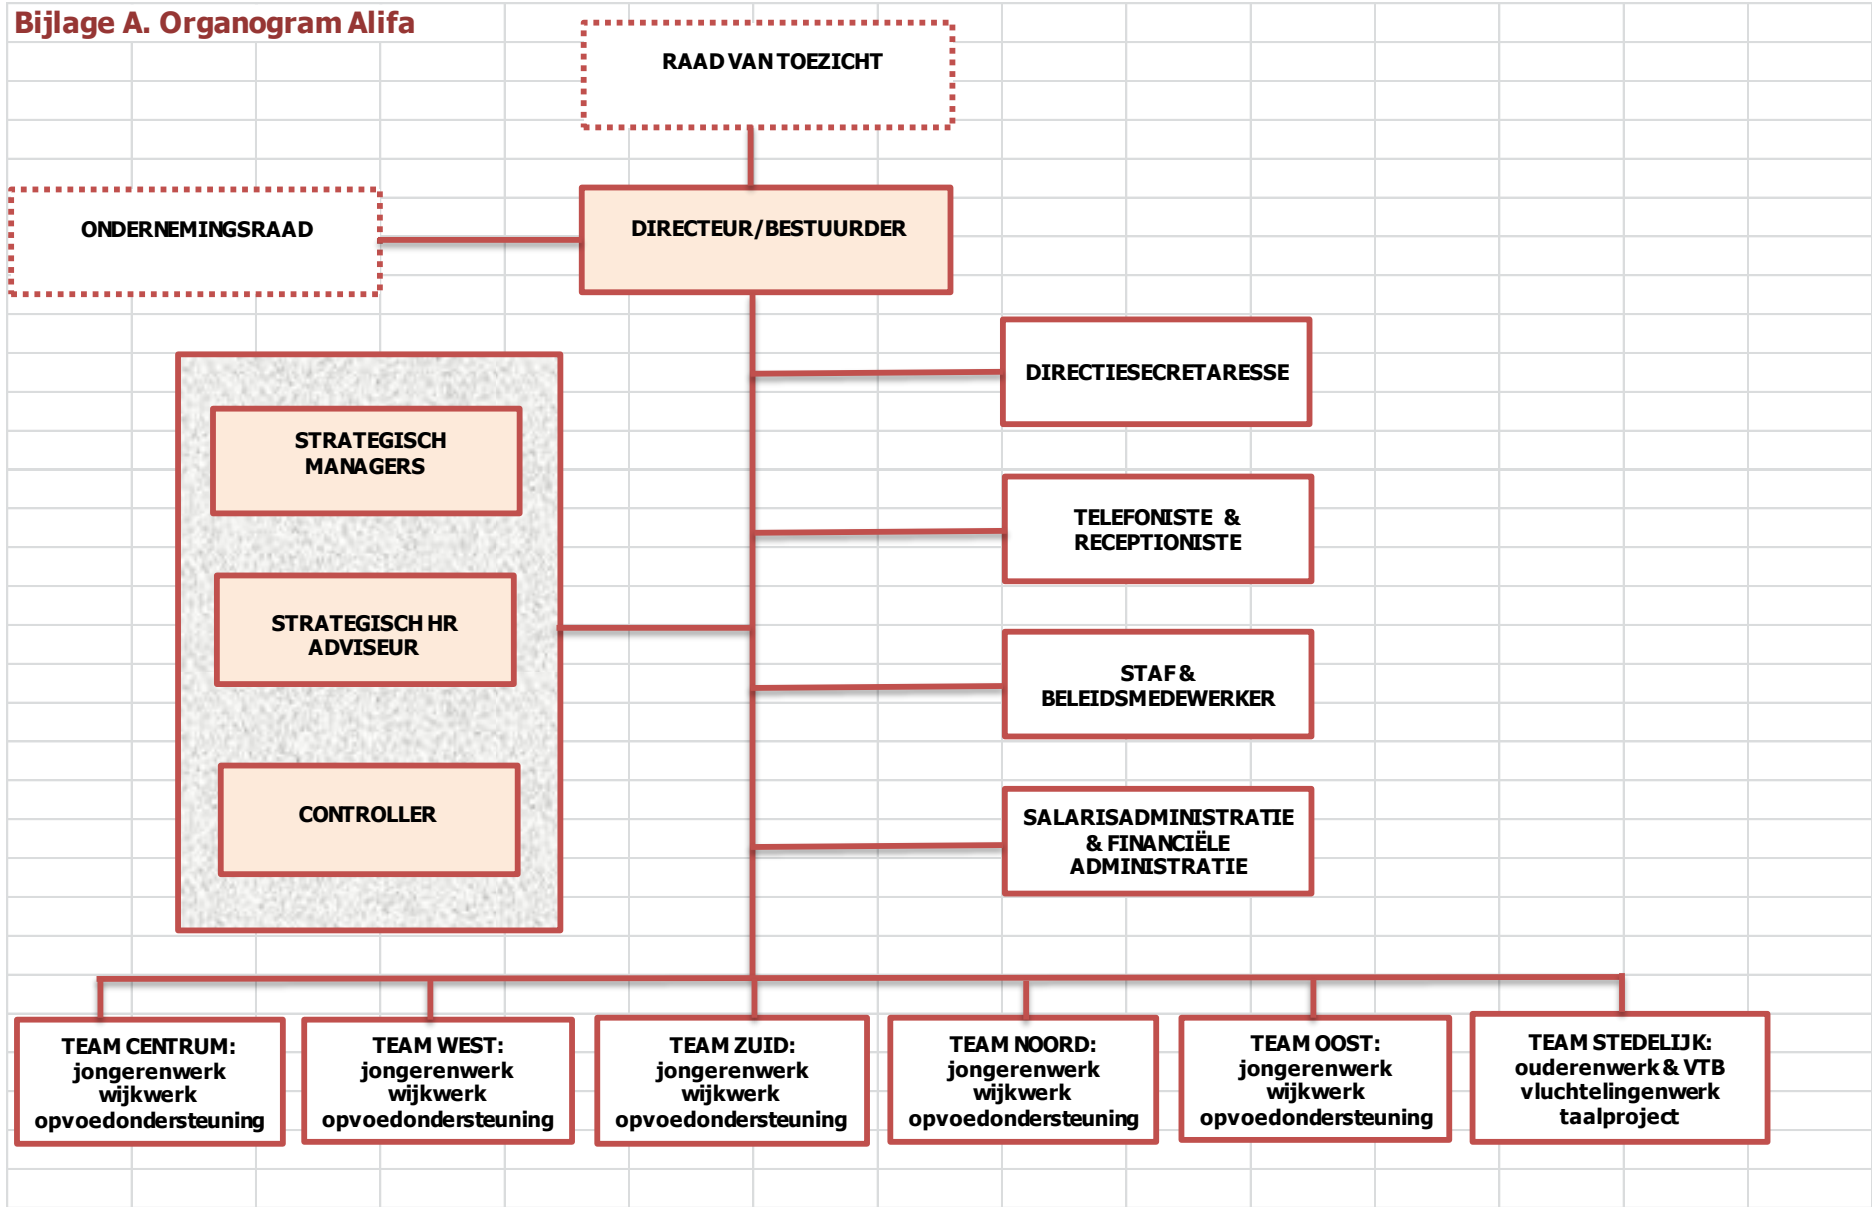 Bijlage A. Organogram Alifa
RAAD VAN TOEZICHT
ONDERNEMINGSRAAD
DIRECTEUR/BESTUURDER
DIRECTIESECRETARESSE
STRATEGISCH
MANAGERS
TELEFONISTE &
RECEPTIONISTE
STRATEGISCH HR
ADVISEUR
STAF &
BELEIDSMEDEWERKER
CONTROLLER
SALARISADMINISTRATIE
& FINANCIËLE
ADMINISTRATIE
TEAM CENTRUM:
jongerenwerk
wijkwerk
opvoedondersteuning
TEAM WEST:
jongerenwerk
wijkwerk
opvoedondersteuning
TEAM ZUID:
jongerenwerk
wijkwerk
opvoedondersteuning
TEAM NOORD:
jongerenwerk
wijkwerk
opvoedondersteuning
TEAM OOST:
jongerenwerk
wijkwerk
opvoedondersteuning
TEAM STEDELIJK:
ouderenwerk & VTB
vluchtelingenwerk
taalproject